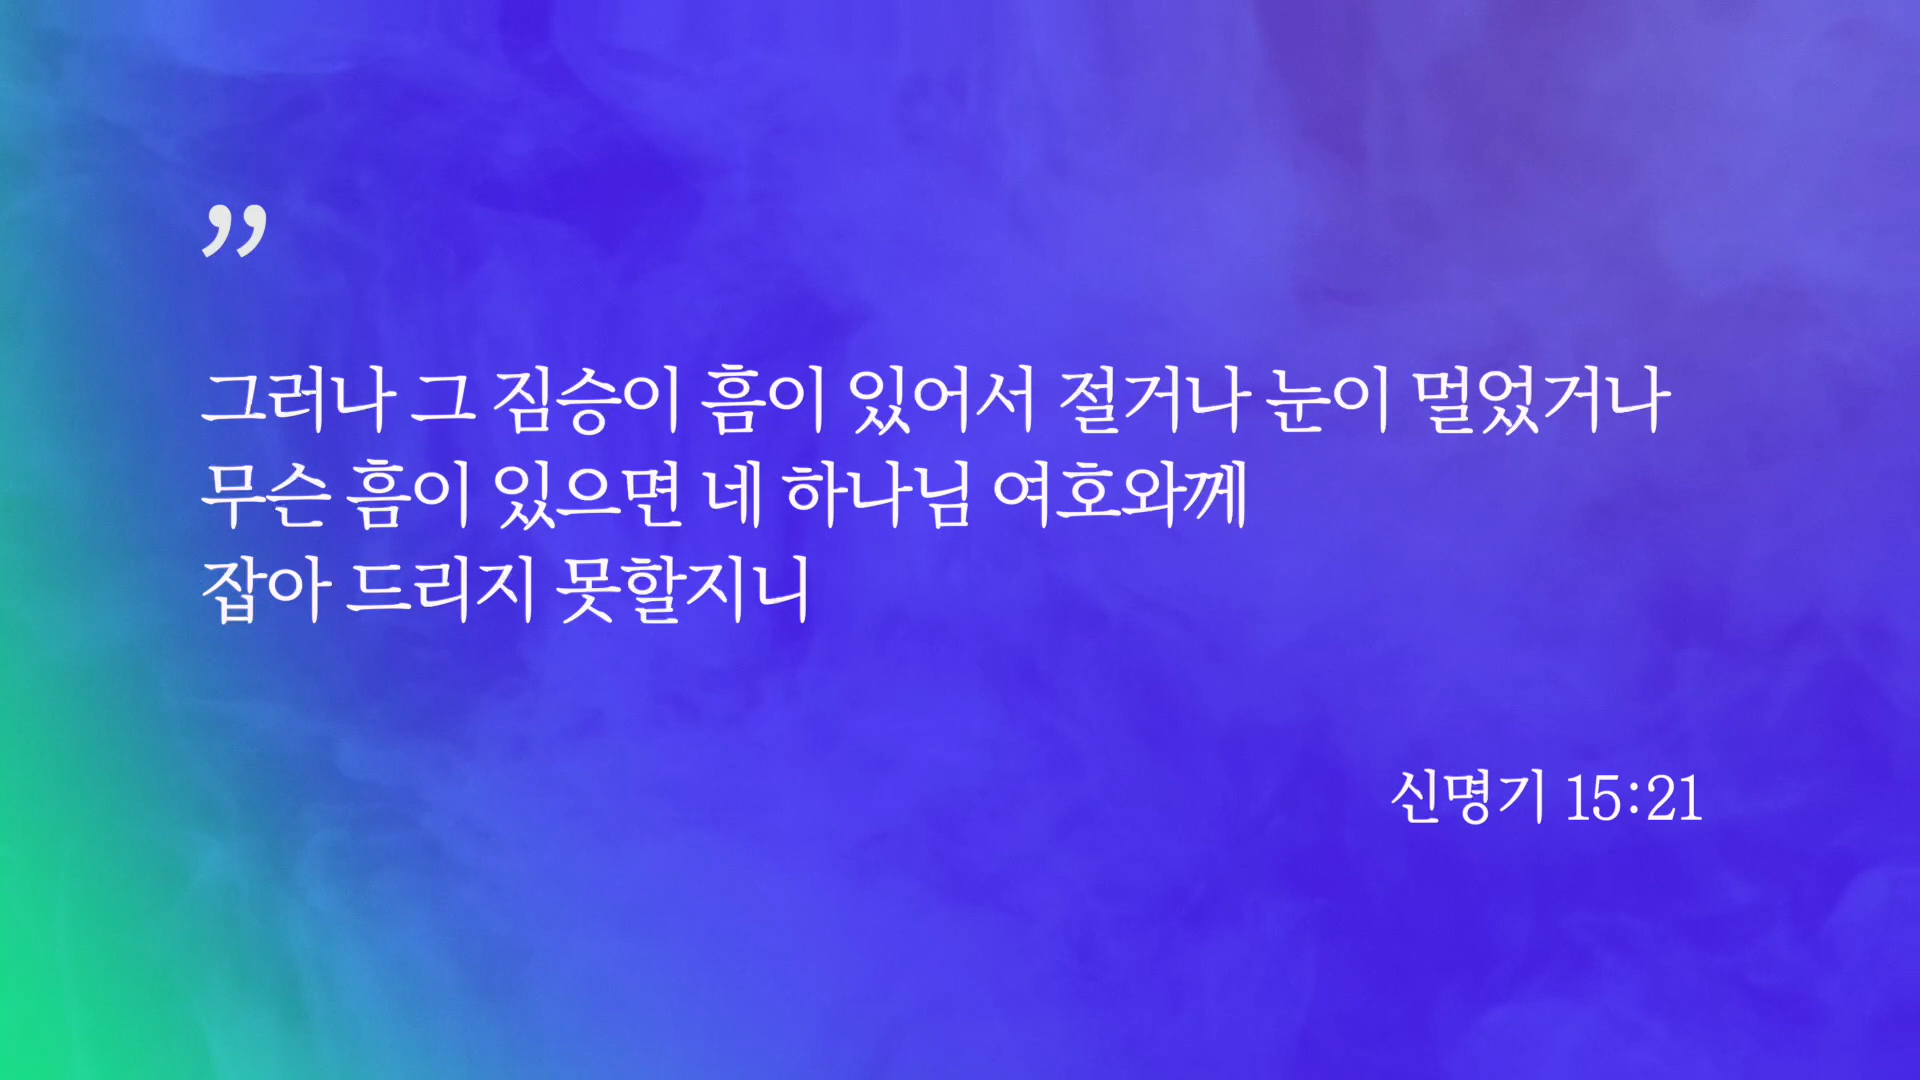 ”
그러나 그 짐승이 흠이 있어서 절거나 눈이 멀었거나
무슨 흠이 있으면 네 하나님 여호와께
잡아 드리지 못할지니
신명기 15:21